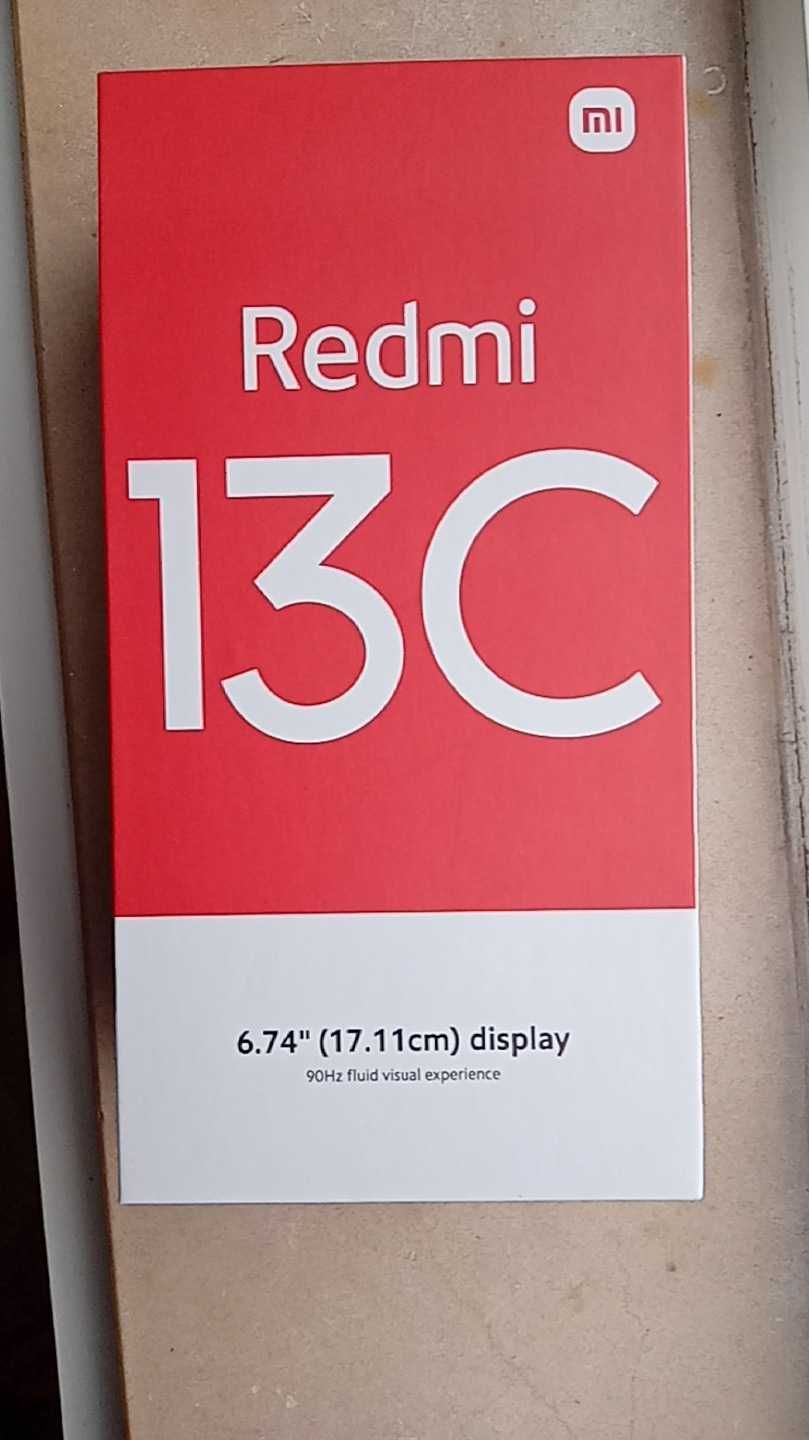 mi
Redmi
13C
6.74" (17.11cm) display
90Hz fluid visual experience